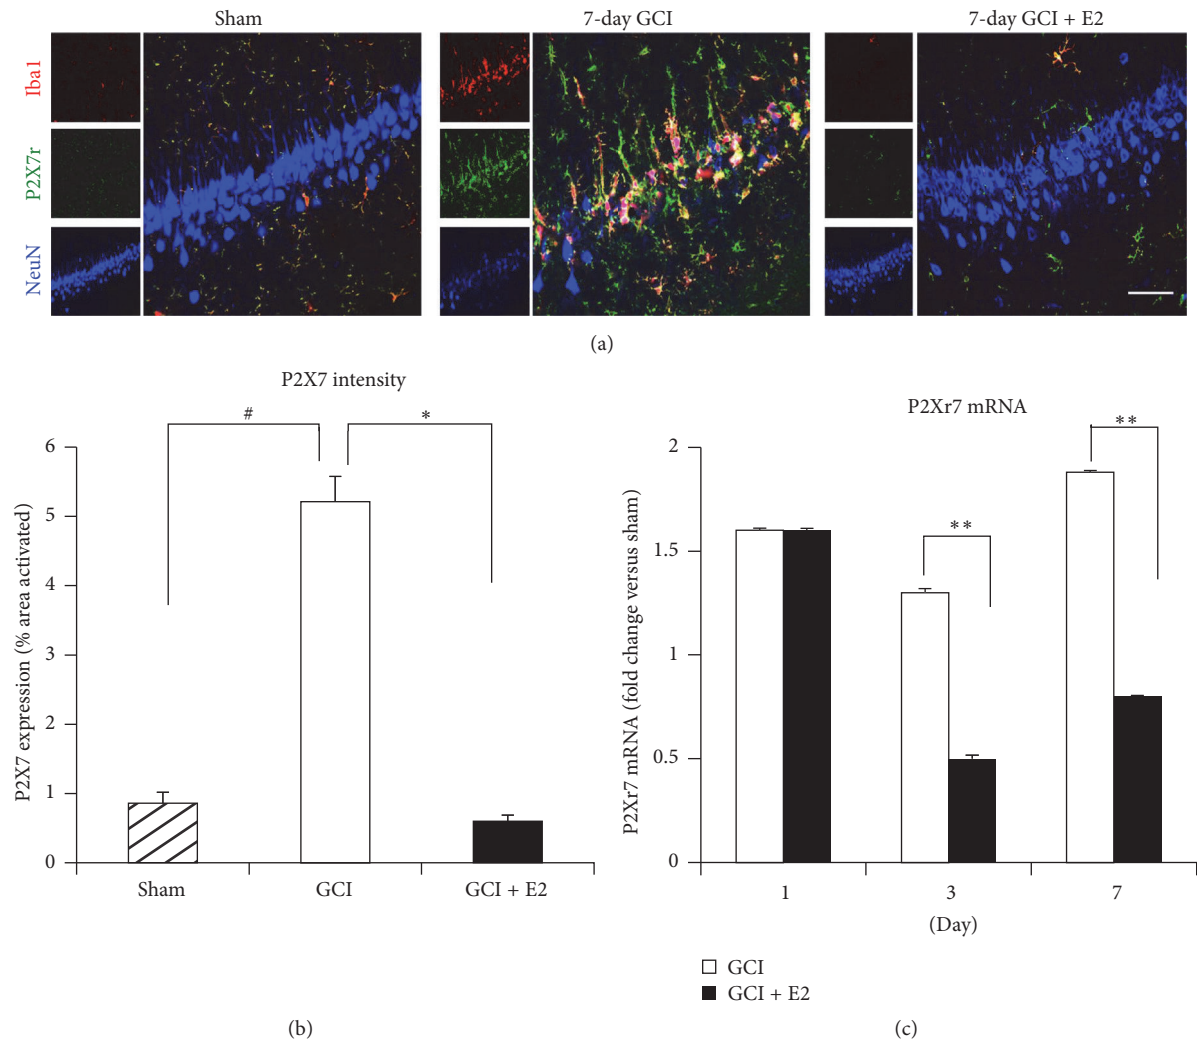 Sham
7-day GCI
7-day GCI + E2
Iba1
P2X7r
NeuN
(a)
P2X7 intensity
#
*
P2X7 expression (% area activated)
6
5
4
3
2
1
0
Sham
GCI
GCI + E2
(b)
P2Xr7 mRNA
**
**
P2Xr7 mRNA (fold change versus sham)
2
1.5
1
0.5
0
1
3
7
(Day)
GCI
GCI + E2
(c)